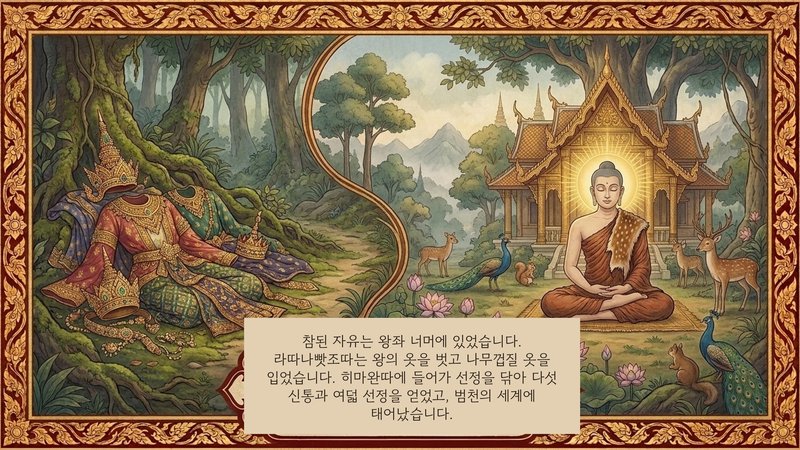 참된 자유는 왕좌 너머에 있었습니다.
라따나빳조따는 왕의 옷을 벗고 나무껍질 옷을
입었습니다. 히마완따에 들어가 선정을 닦아 다섯
신통과 여덟 선정을 얻었고, 범천의 세계에
태어났습니다.